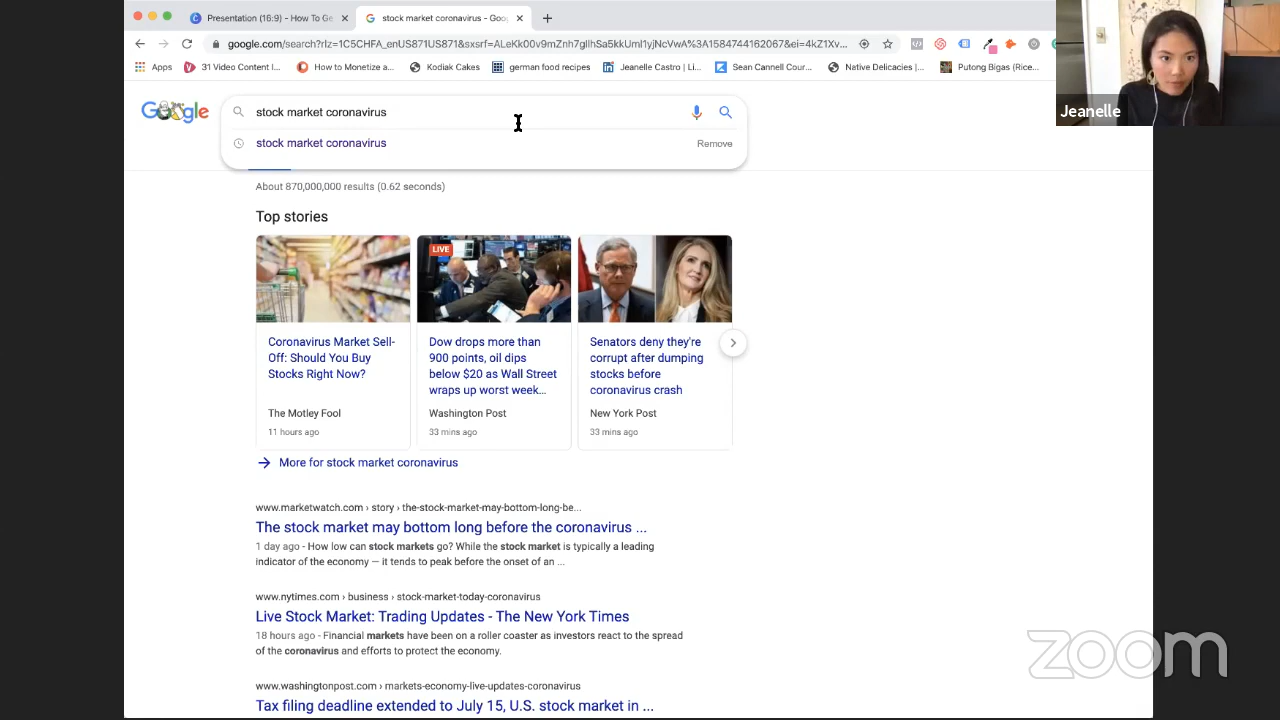 Presentation (16:9) - How To Ge
stock market coronavirus - Goo
google.com/search?rlz=1C5CHFA_enUS871US871&sxsrf=ALeKk00v9mZnh7gIlhSa5kkUmI1yjNcVwA%3A1584744162067&ei=4kZ1Xv...
Apps
31 Video Content I...
How to Monetize a...
Kodiak Cakes
german food recipes
Jeanelle Castro | Li...
Sean Cannell Cour...
Native Delicacies |...
Putong Bigas (Rice...
Jeanelle
Google
stock market coronavirus
stock market coronavirus
Remove
About 870,000,000 results (0.62 seconds)
Top stories
LIVE
Coronavirus Market Sell-
Off: Should You Buy
Stocks Right Now?
The Motley Fool
11 hours ago
Dow drops more than
900 points, oil dips
below $20 as Wall Street
wraps up worst week...
Washington Post
33 mins ago
Senators deny they're
corrupt after dumping
stocks before
coronavirus crash
New York Post
33 mins ago
More for stock market coronavirus
www.marketwatch.com › story › the-stock-market-may-bottom-long-be...
The stock market may bottom long before the coronavirus ...
1 day ago - How low can stock markets go? While the stock market is typically a leading
indicator of the economy — it tends to peak before the onset of an ...
www.nytimes.com › business › stock-market-today-coronavirus
Live Stock Market: Trading Updates - The New York Times
18 hours ago - Financial markets have been on a roller coaster as investors react to the spread
of the coronavirus and efforts to protect the economy.
www.washingtonpost.com › markets-economy-live-updates-coronavirus
Tax filing deadline extended to July 15, U.S. stock market in ...
zoom